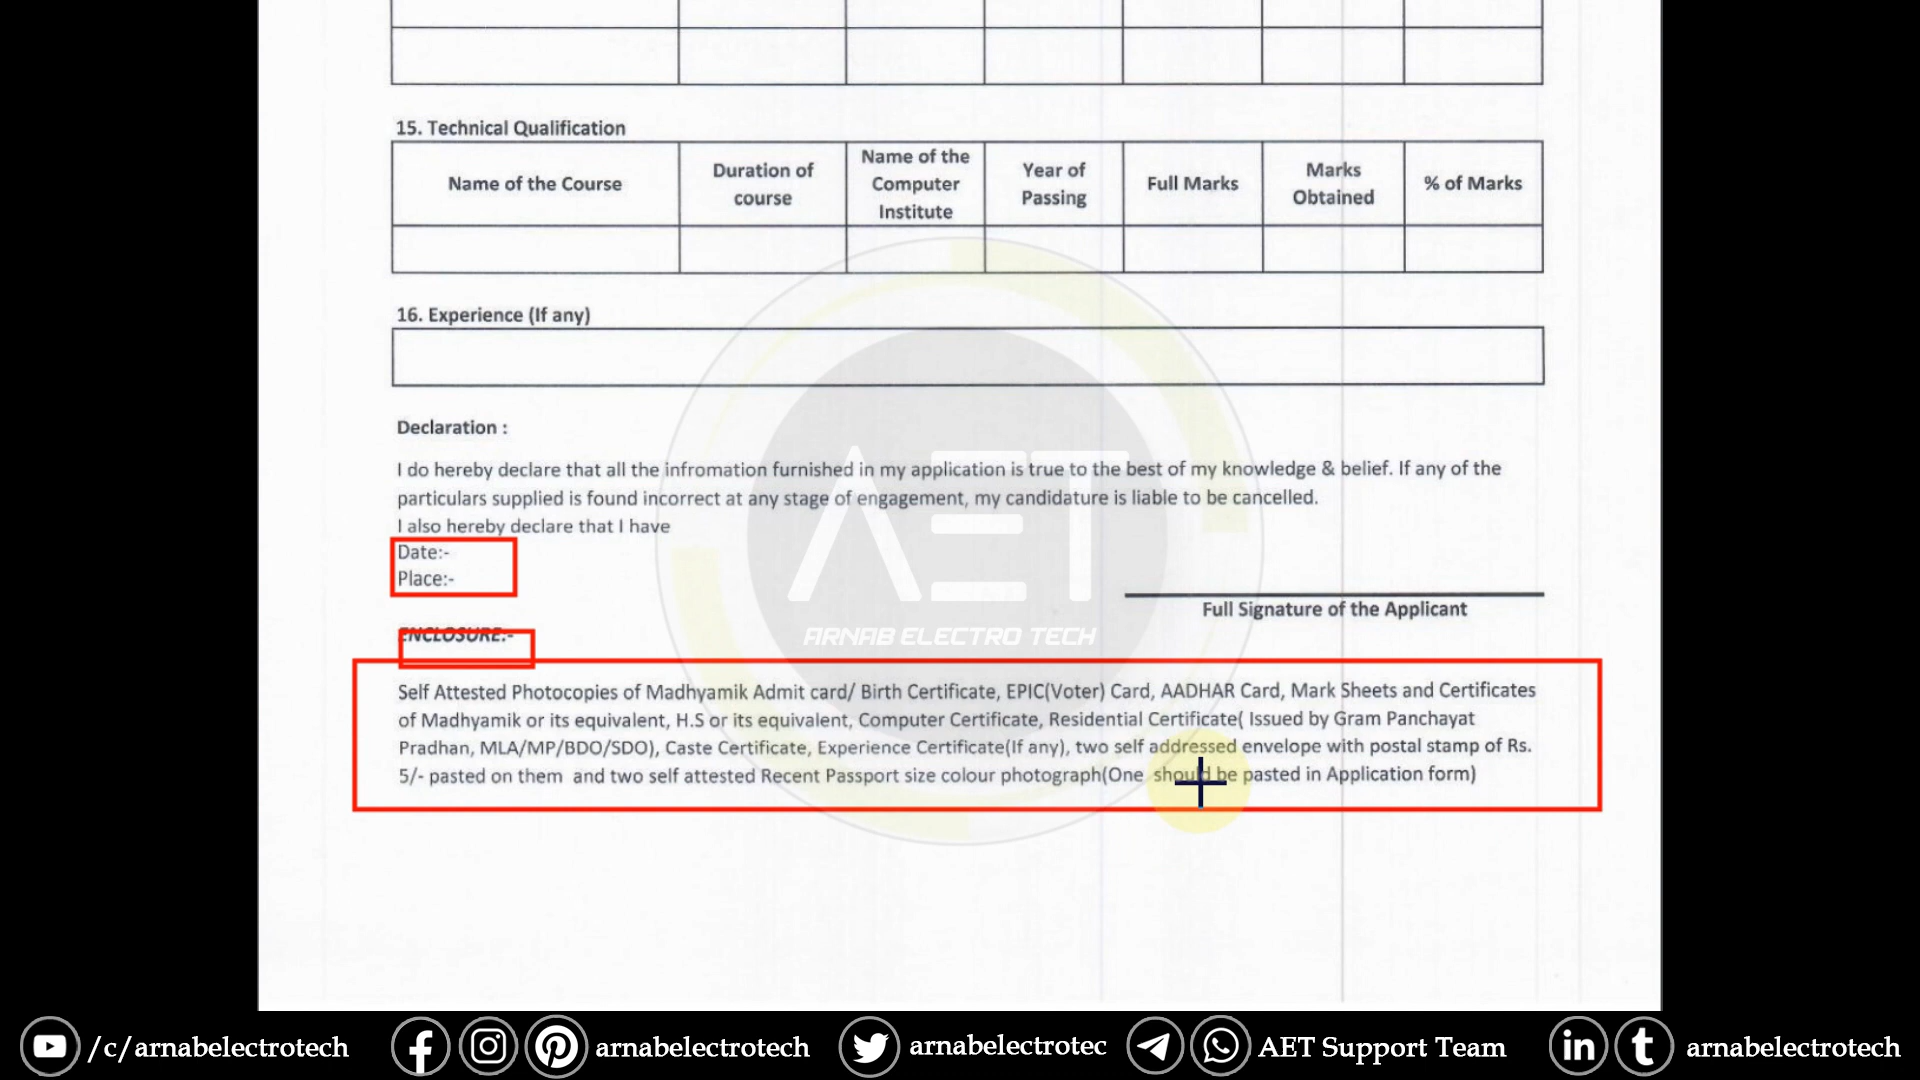 15. Technical Qualification
Name of the Course
Duration of
course
Name of the
Computer
Institute
Year of
Passing
Full Marks
Marks
Obtained
% of Marks
16. Experience (If any)
Declaration :
I do hereby declare that all the infromation furnished in my application is true to the best of my knowledge & belief. If any of the
particulars supplied is found incorrect at any stage of engagement, my candidature is liable to be cancelled.
I also hereby declare that I have
Date:-
Place:-
Full Signature of the Applicant
ENCLOSURE:-
AET
ARNAB ELECTRO TECH
Self Attested Photocopies of Madhyamik Admit card/ Birth Certificate, EPIC(Voter) Card, AADHAR Card, Mark Sheets and Certificates
of Madhyamik or its equivalent, H.S or its equivalent, Computer Certificate, Residential Certificate( Issued by Gram Panchayat
Pradhan, MLA/MP/BDO/SDO), Caste Certificate, Experience Certificate(If any), two self addressed envelope with postal stamp of Rs.
5/- pasted on them and two self attested Recent Passport size colour photograph(One should be pasted in Application form)
/c/arnabelectrotech
arnabelectrotech
arnabelectrotec
AET Support Team
arnabelectrotech